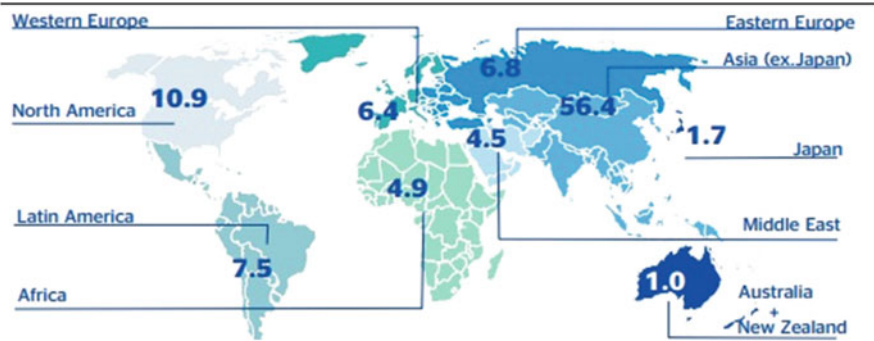 Western Europe
Eastern Europe
6.8
Asia (ex.Japan)
10.9
56.4
North America
6.4
4.5
1.7
Japan
4.9
Latin America
Middle East
7.5
1.0
Africa
Australia
+
New Zealand